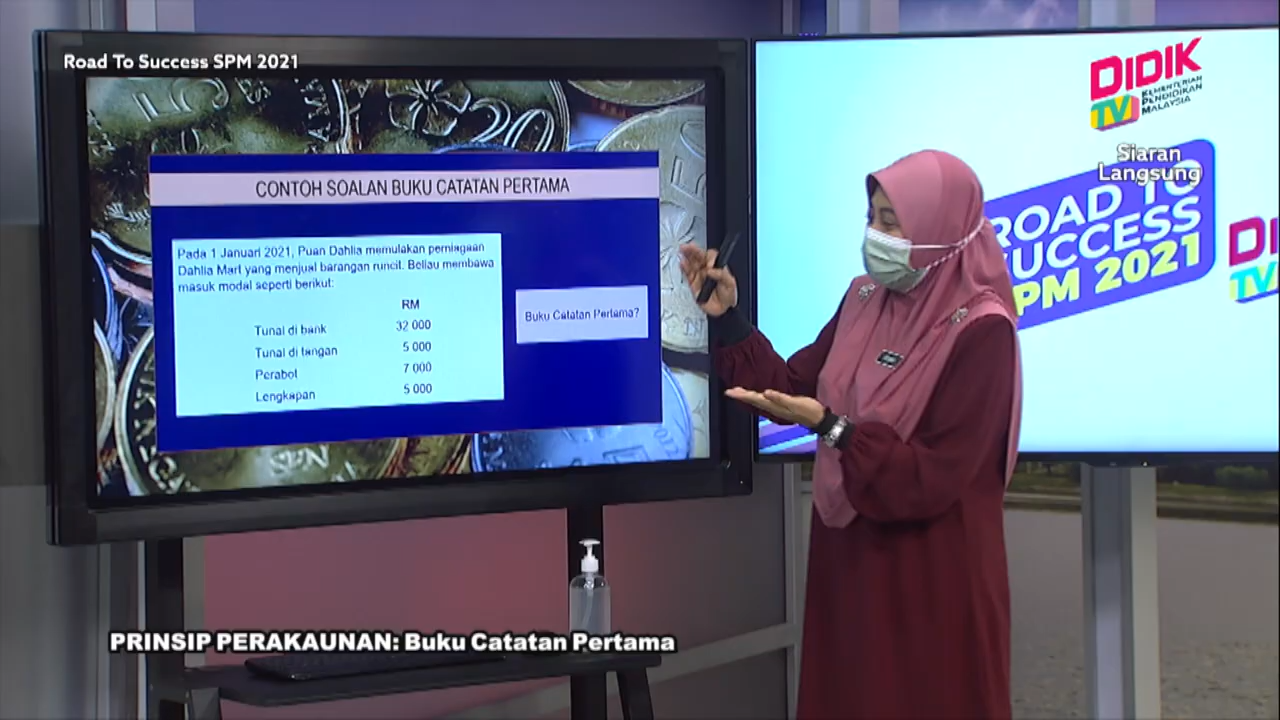 Road To Success SPM 2021
CONTOH SOALAN BUKU CATATAN PERTAMA
Pada 1 Januari 2021, Puan Dahlia memulakan perniagaan
Dahlia Mart yang menjual barangan runcit. Beliau membawa
masuk modal seperti berikut:
RM
Tunai di bank 32 000
Tunai di tangan 5 000
Perabot 7 000
Lengkapan 5 000
Buku Catatan Pertama?
DIDIK
TV
KEMENTERIAN
PENDIDIKAN
MALAYSIA
Siaran
Langsung
ROAD TO
SUCCESS
SPM 2021
PRINSIP PERAKAUNAN: Buku Catatan Pertama